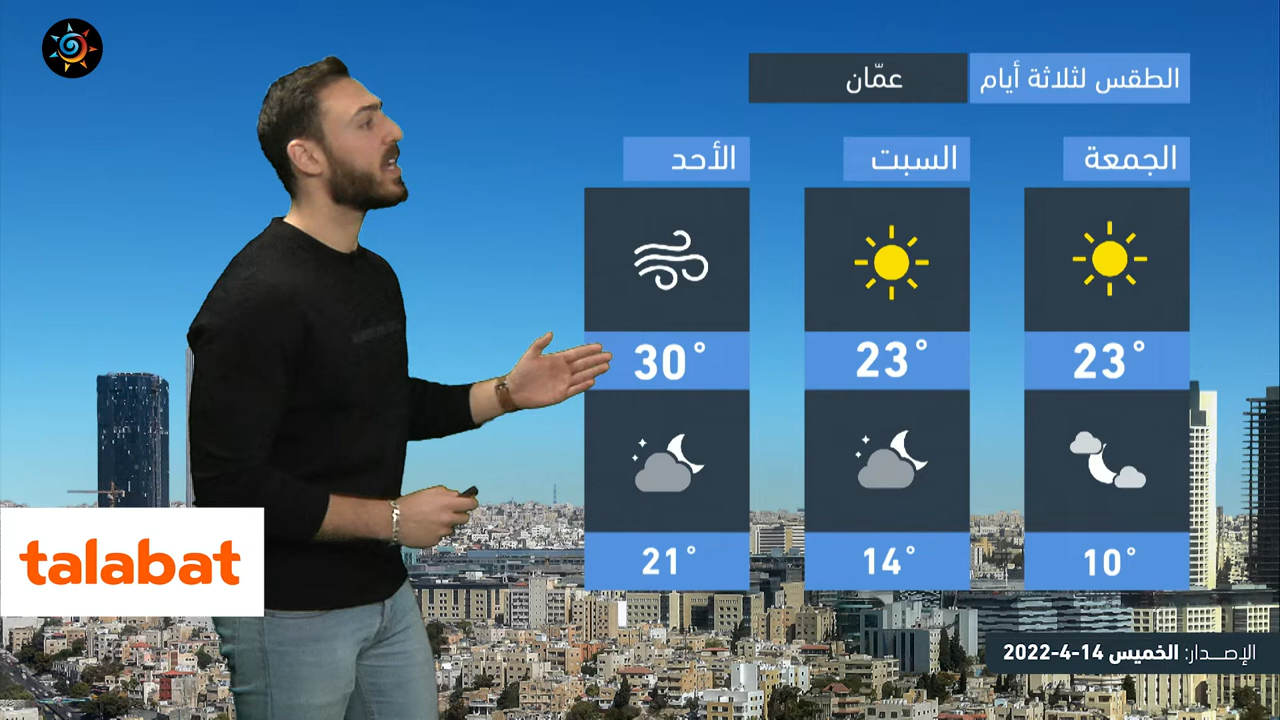 الطقس لثلاثة أيام
عمّان
الجمعة
السبت
الأحد
23°
23°
30°
10°
14°
21°
talabat
الإصــدار: الخميس 14-4-2022